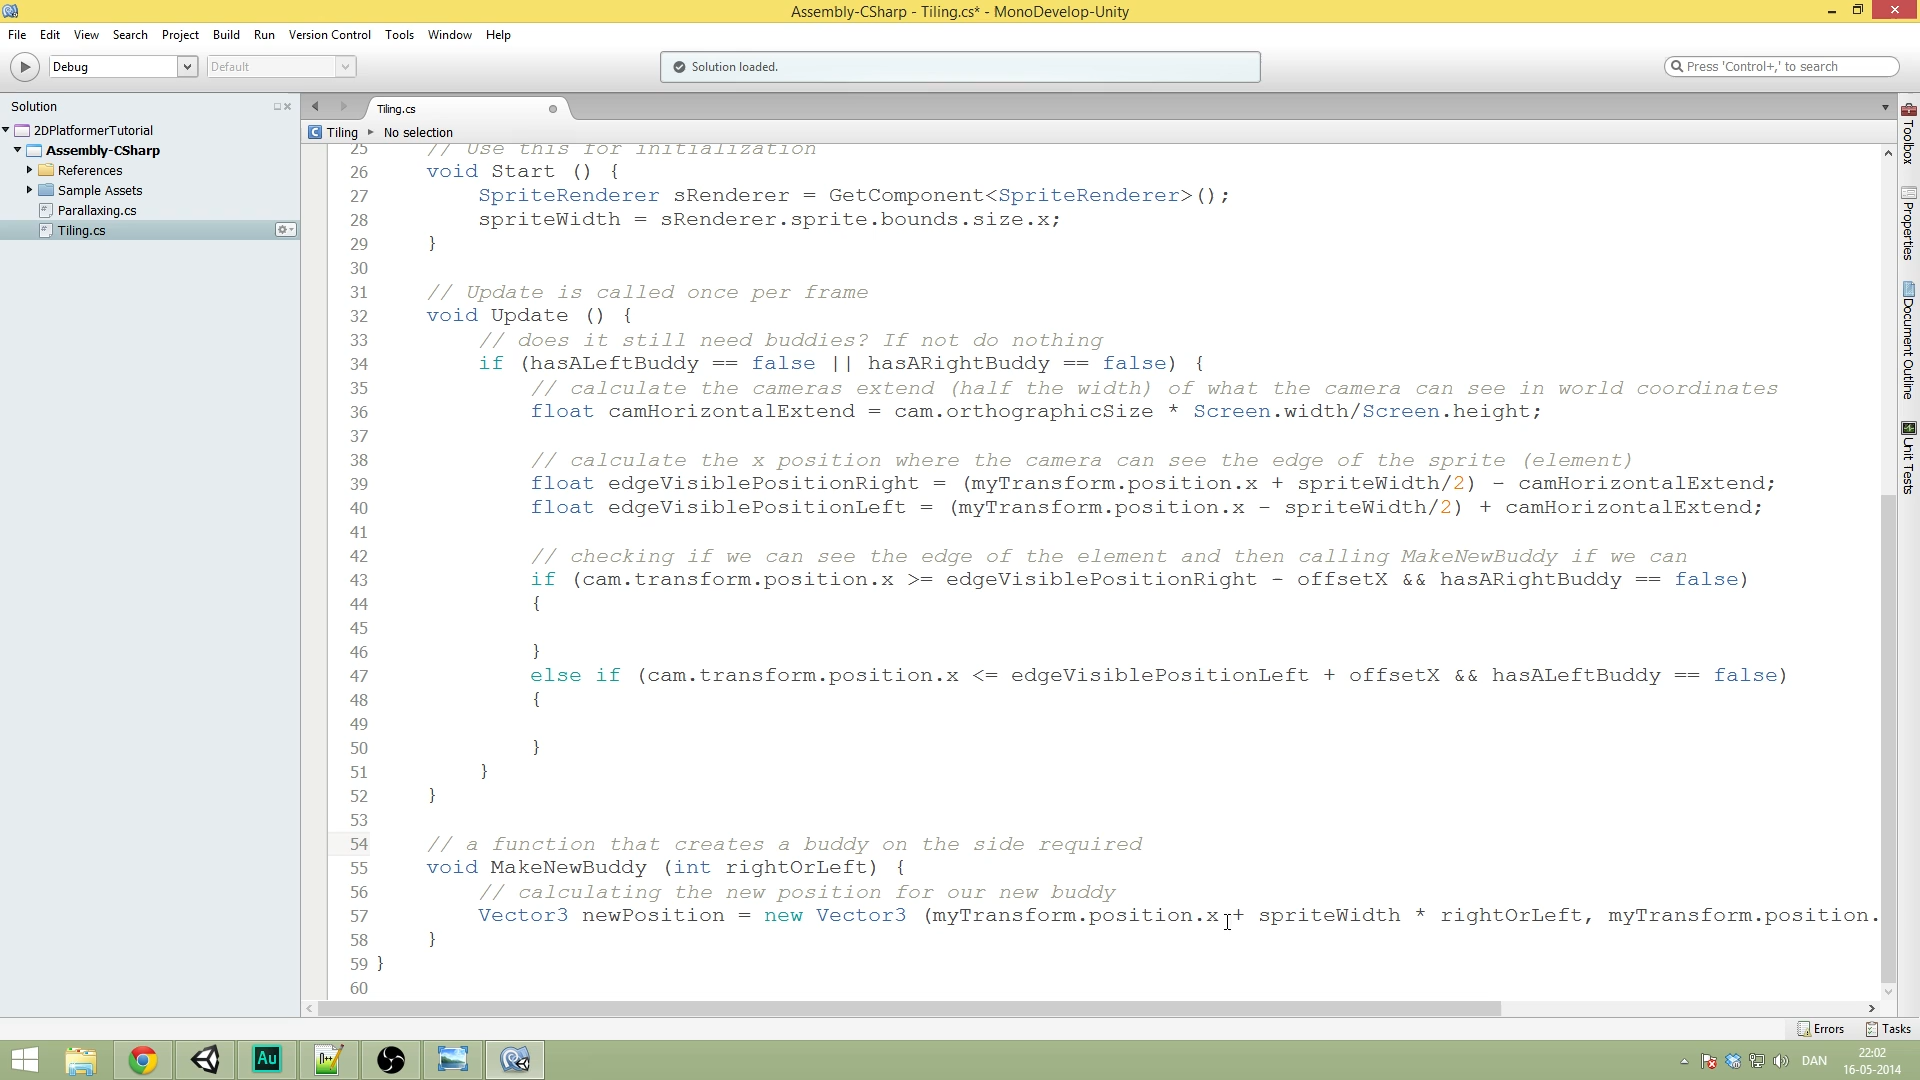 Assembly-CSharp - Tiling.cs* - MonoDevelop-Unity
File Edit View Search Project Build Run Version Control Tools Window Help
Debug
Default
Solution loaded.
Press 'Control+,' to search
Solution
2DPlatformerTutorial
Assembly-CSharp
References
Sample Assets
Parallaxing.cs
Tiling.cs
Tiling.cs
Tiling ▸ No selection
25 // Use this for initialization
26 void Start () {
27 SpriteRenderer sRenderer = GetComponent<SpriteRenderer>();
28 spriteWidth = sRenderer.sprite.bounds.size.x;
29 }
30
31 // Update is called once per frame
32 void Update () {
33 // does it still need buddies? If not do nothing
34 if (hasALeftBuddy == false || hasARightBuddy == false) {
35 // calculate the cameras extend (half the width) of what the camera can see in world coordinates
36 float camHorizontalExtend = cam.orthographicSize * Screen.width/Screen.height;
37
38 // calculate the x position where the camera can see the edge of the sprite (element)
39 float edgeVisiblePositionRight = (myTransform.position.x + spriteWidth/2) - camHorizontalExtend;
40 float edgeVisiblePositionLeft = (myTransform.position.x - spriteWidth/2) + camHorizontalExtend;
41
42 // checking if we can see the edge of the element and then calling MakeNewBuddy if we can
43 if (cam.transform.position.x >= edgeVisiblePositionRight - offsetX && hasARightBuddy == false)
44 {
45
46 }
47 else if (cam.transform.position.x <= edgeVisiblePositionLeft + offsetX && hasALeftBuddy == false)
48 {
49
50 }
51 }
52 }
53
54 // a function that creates a buddy on the side required
55 void MakeNewBuddy (int rightOrLeft) {
56 // calculating the new position for our new buddy
57 Vector3 newPosition = new Vector3 (myTransform.position.x + spriteWidth * rightOrLeft, myTransform.position.
58 }
59 }
60
Toolbox
Properties
Document Outline
Unit Tests
Errors
Tasks
Au
DAN
22:02
16-05-2014